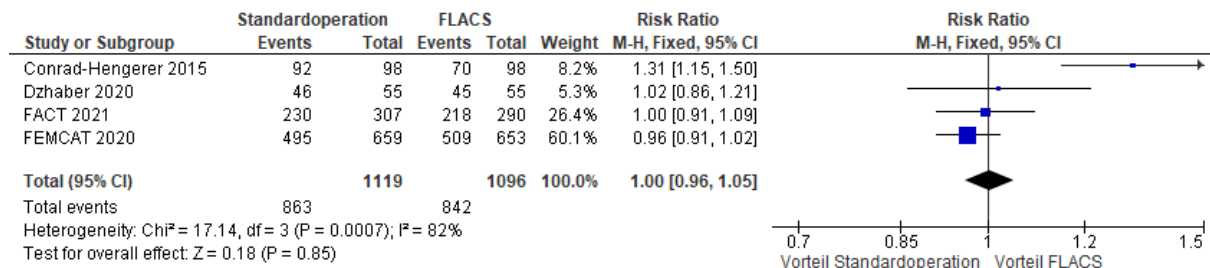 Standardoperation FLACS Risk Ratio Risk Ratio
Study or Subgroup Events Total Events Total Weight M-H, Fixed, 95% CI M-H, Fixed, 95% CI
Conrad-Hengerer 2015 92 98 70 98 8.2% 1.31 [1.15, 1.50]
Dzhaber 2020 46 55 45 55 5.3% 1.02 [0.86, 1.21]
FACT 2021 230 307 218 290 26.4% 1.00 [0.91, 1.09]
FEMCAT 2020 495 659 509 653 60.1% 0.96 [0.91, 1.02]
Total (95% CI) 1119 1096 100.0% 1.00 [0.96, 1.05]
Total events 863 842
Heterogeneity: Chi² = 17.14, df = 3 (P = 0.0007); I² = 82%
Test for overall effect: Z = 0.18 (P = 0.85)
0.7 0.85 1 1.2 1.5
Vorteil Standardoperation Vorteil FLACS